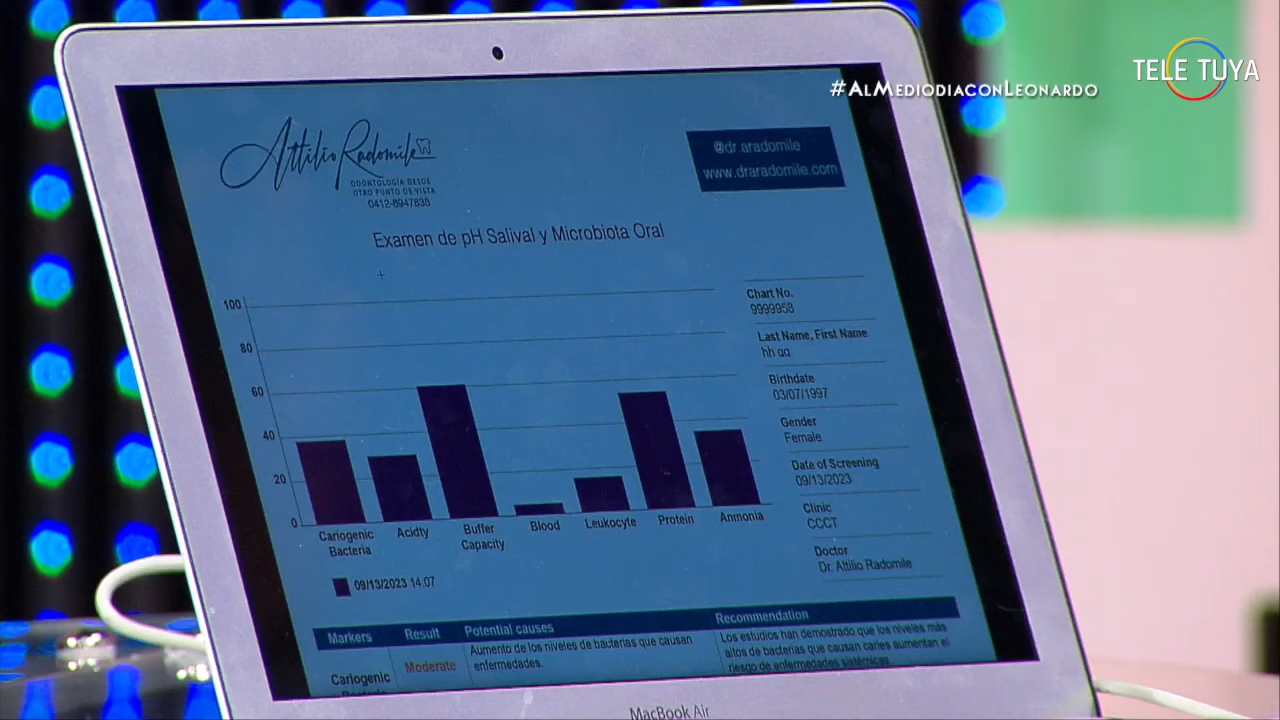 TELE TUYA
#AlMediodiaconLeonardo
Attilio Radomile
ODONTOLOGÍA DESDE
OTRO PUNTO DE VISTA
0412-6947838
@dr aradomile
www.draradomile.com
Examen de pH Salival y Microbiota Oral
100
80
60
40
20
0
Cariogenic
Bacteria
Acidty
Buffer
Capacity
Blood
Leukocyte
Protein
Anmonia
09/13/2023 14:07
Chart No.
9999958
Last Name, First Name
hh gg
Birthdate
03/07/1997
Gender
Female
Date of Screening
09/13/2023
Clinic
CCCT
Doctor
Dr. Attilio Radomile
Markers Result Potential causes Recommendation
Cariogenic
Moderate
Aumento de los niveles de bacterias que causan
enfermedades.
Los estudios han demostrado que los niveles más
altos de bacterias que causan caries aumentan el
riesgo de enfermedades sistémicas
MacBook Air